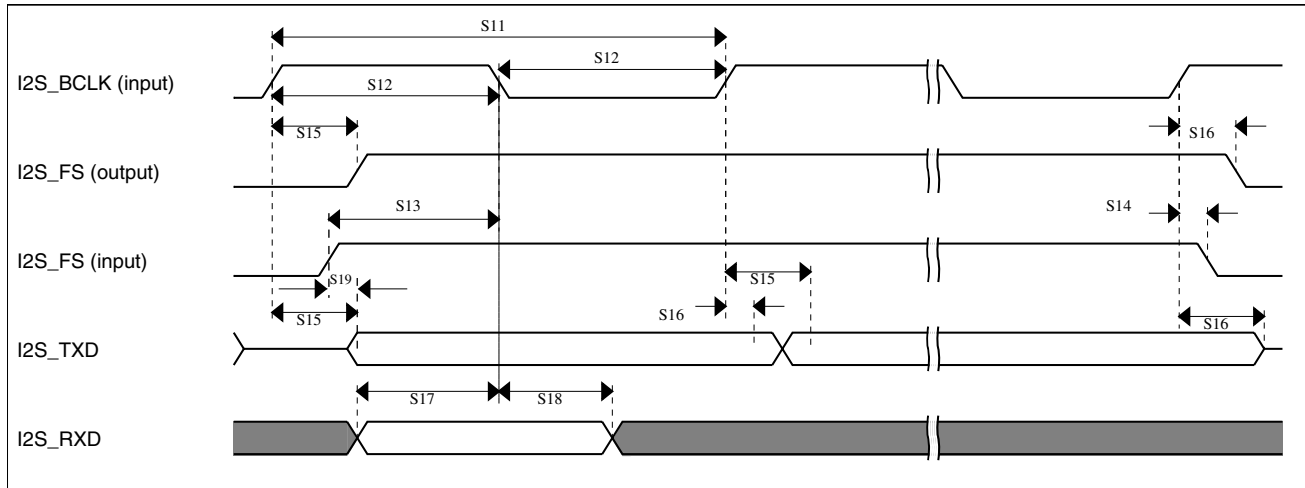 S11
S12
I2S_BCLK (input)
S12
S15
S16
I2S_FS (output)
S13
S14
I2S_FS (input)
S19
S15
S15
S16
S16
I2S_TXD
S17
S18
I2S_RXD